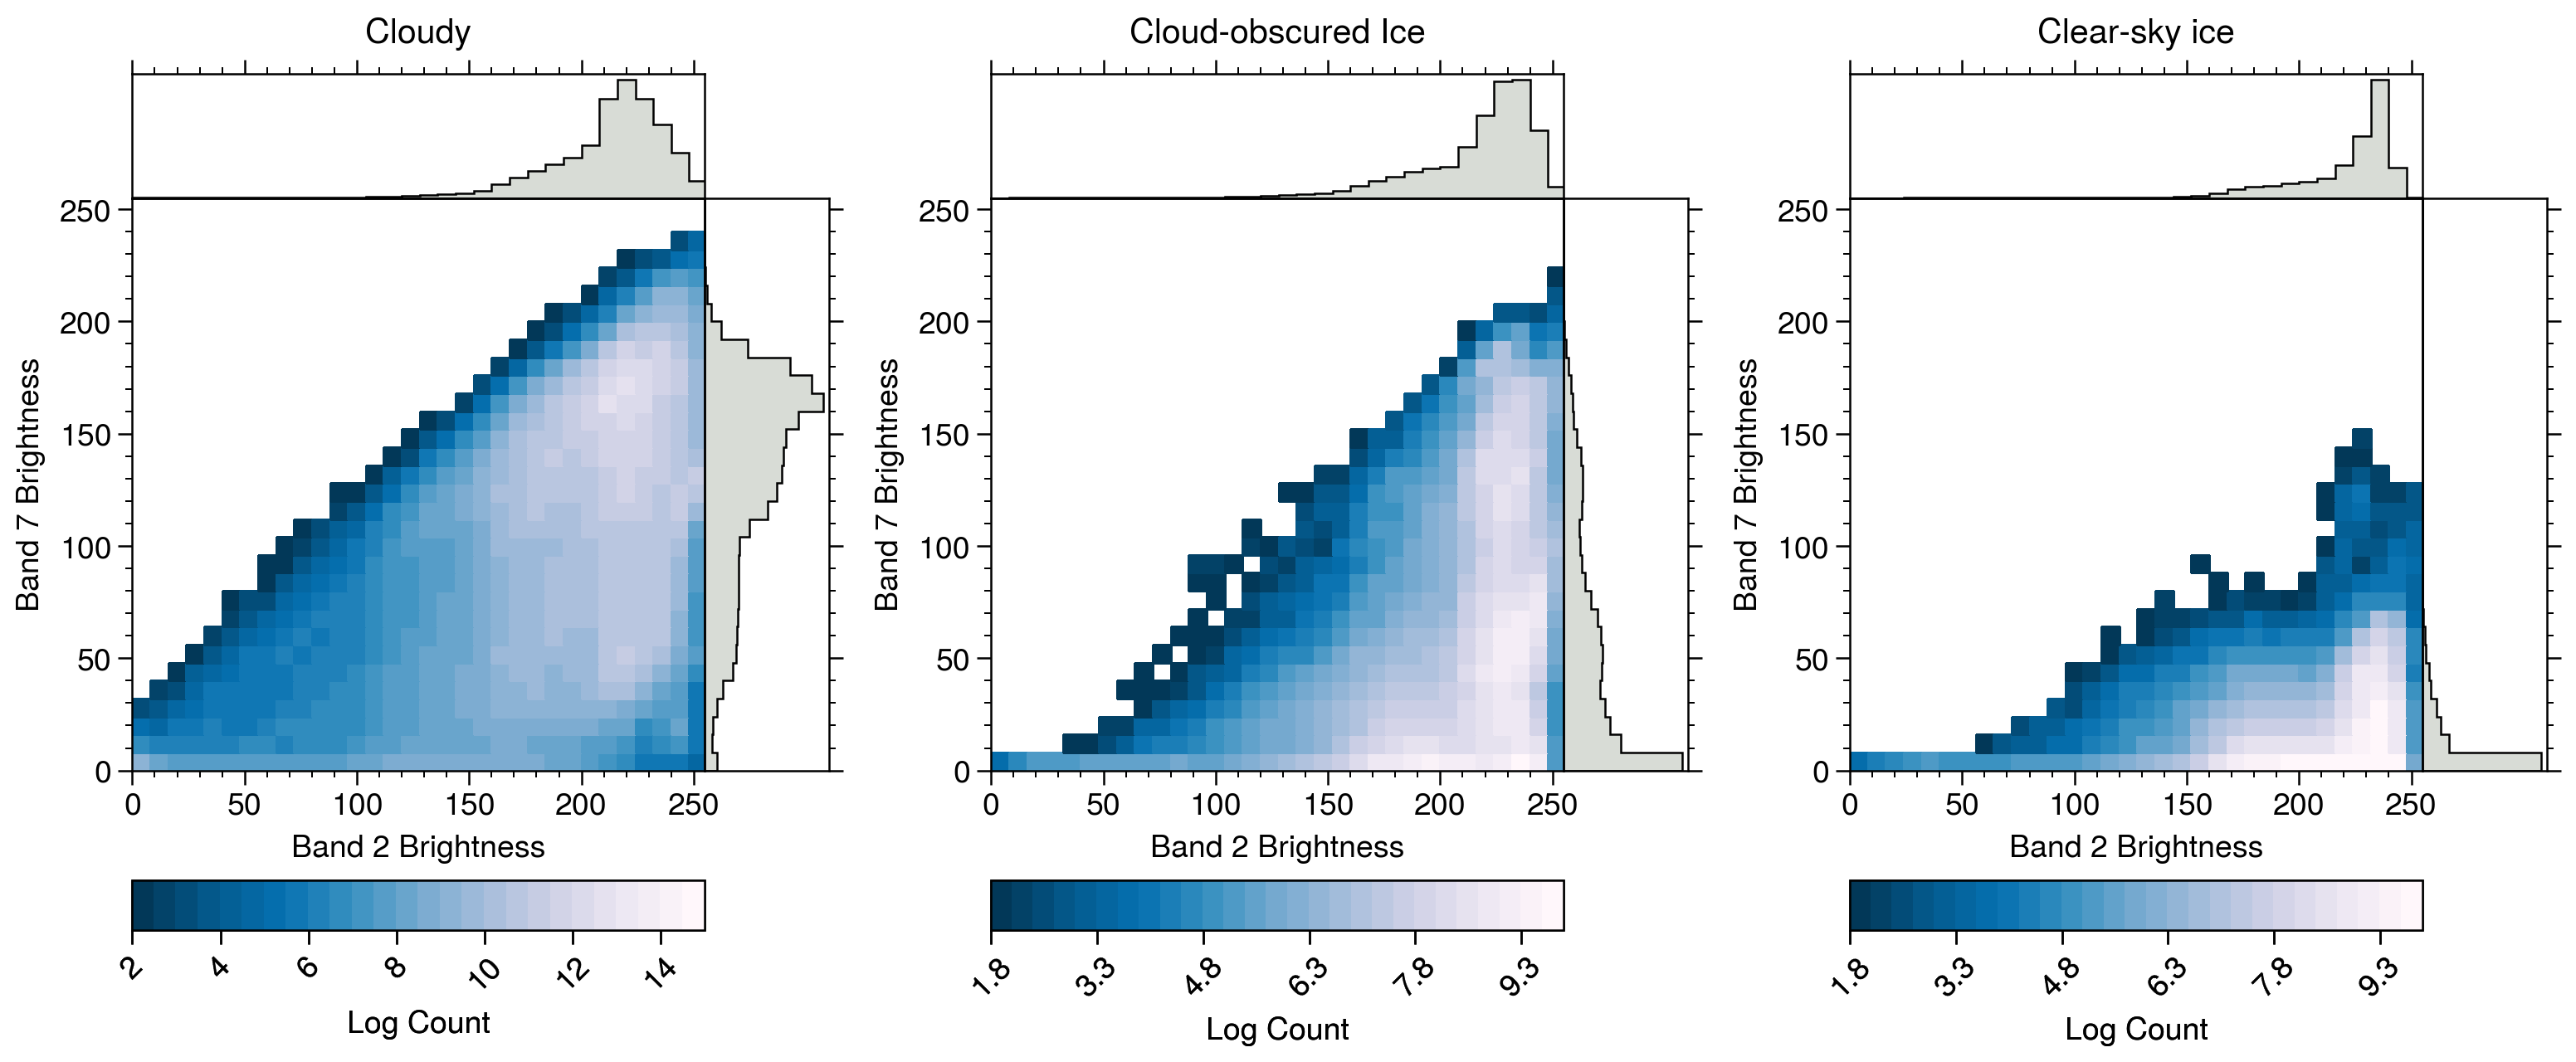 Cloudy
Cloud-obscured Ice
Clear-sky ice
250
200
150
100
50
0
Band 7 Brightness
0 50 100 150 200 250
Band 2 Brightness
2 4 6 8 10 12 14
Log Count
250
200
150
100
50
0
Band 7 Brightness
0 50 100 150 200 250
Band 2 Brightness
1.8 3.3 4.8 6.3 7.8 9.3
Log Count
250
200
150
100
50
0
Band 7 Brightness
0 50 100 150 200 250
Band 2 Brightness
1.8 3.3 4.8 6.3 7.8 9.3
Log Count